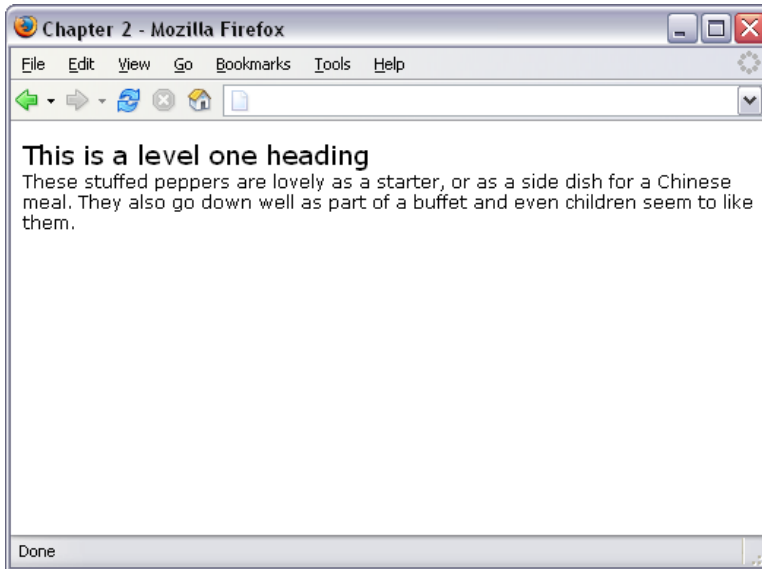 Chapter 2 - Mozilla Firefox
File Edit View Go Bookmarks Tools Help
This is a level one heading
These stuffed peppers are lovely as a starter, or as a side dish for a Chinese
meal. They also go down well as part of a buffet and even children seem to like
them.
Done